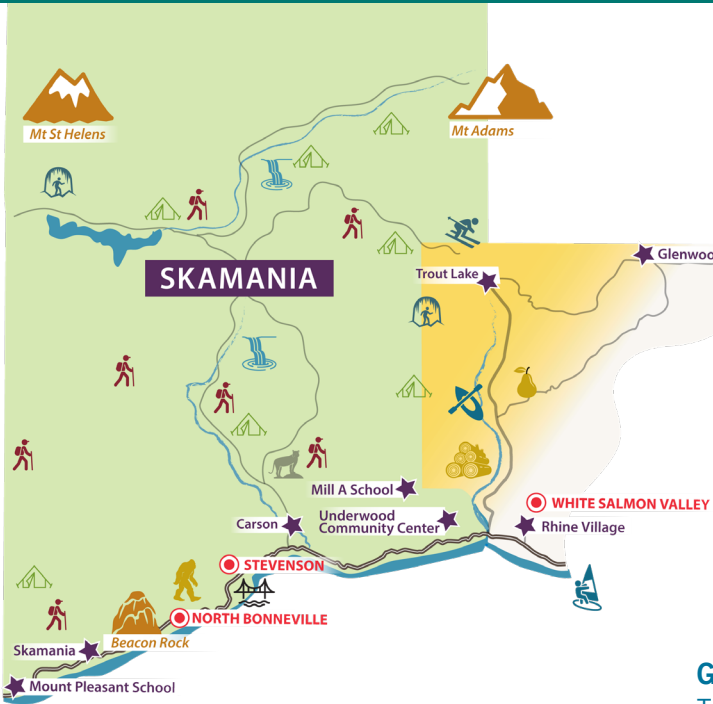 Mt St Helens
Mt Adams
SKAMANIA
Trout Lake
Glenwoo
Mill A School
WHITE SALMON VALLEY
Underwood
Community Center
Rhine Village
Carson
STEVENSON
NORTH BONNEVILLE
Beacon Rock
Skamania
Mount Pleasant School
G